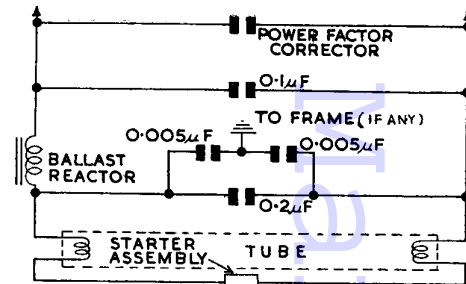 POWER FACTOR
CORRECTOR
0.1µF
TO FRAME (IF ANY)
0.005µF
0.005µF
BALLAST
REACTOR
0.2µF
STARTER
ASSEMBLY
TUBE
Ma